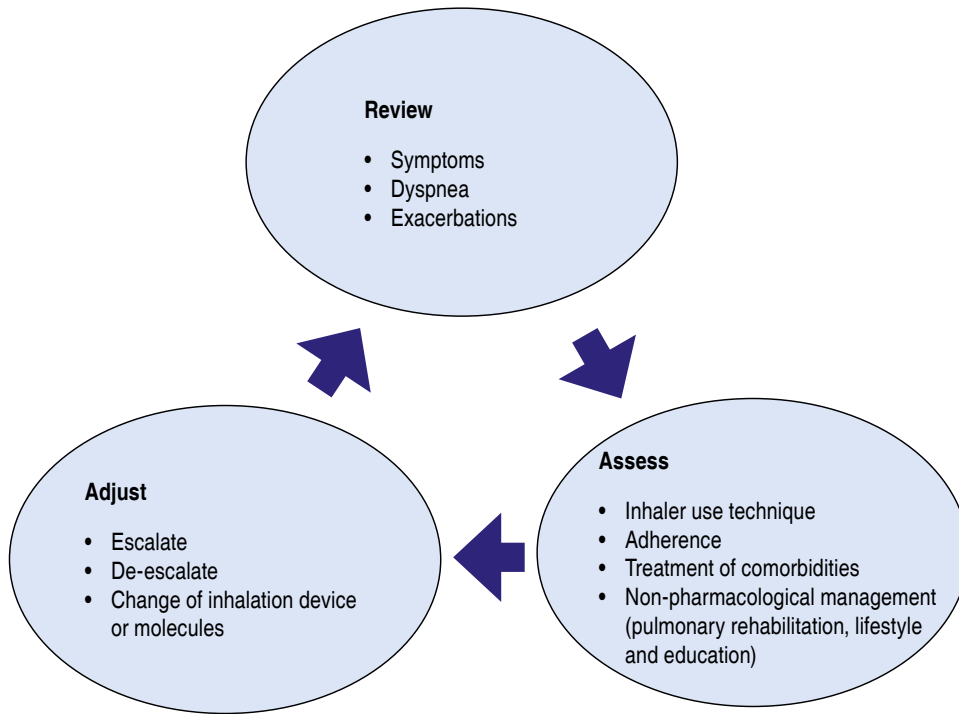 Review
• Symptoms
• Dyspnea
• Exacerbations
Assess
• Inhaler use technique
• Adherence
• Treatment of comorbidities
• Non-pharmacological management
(pulmonary rehabilitation, lifestyle
and education)
Adjust
• Escalate
• De-escalate
• Change of inhalation device
or molecules